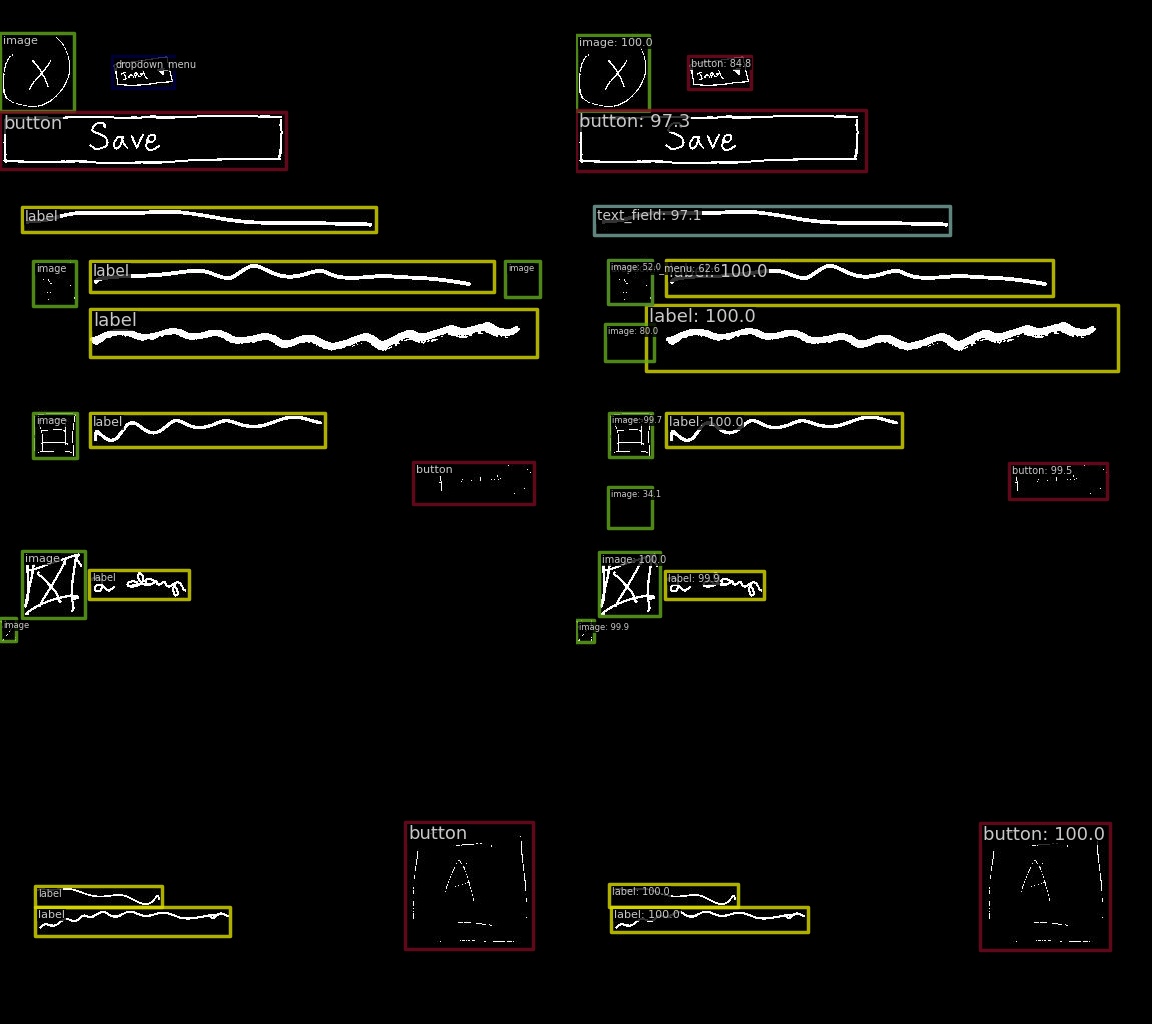 image image: 100.0
dropdown_menu button: 84.8
button button: 97.3
Save Save
label text_field: 97.1
image label image image: 52.0 _menu: 62.6 label: 100.0
label label: 100.0
image: 80.0
image label image: 99.7 label: 100.0
button button: 99.5
image: 34.1
image image: 100.0
label label: 99.9
image image: 99.9
button button: 100.0
A A
label label: 100.0
label label: 100.0